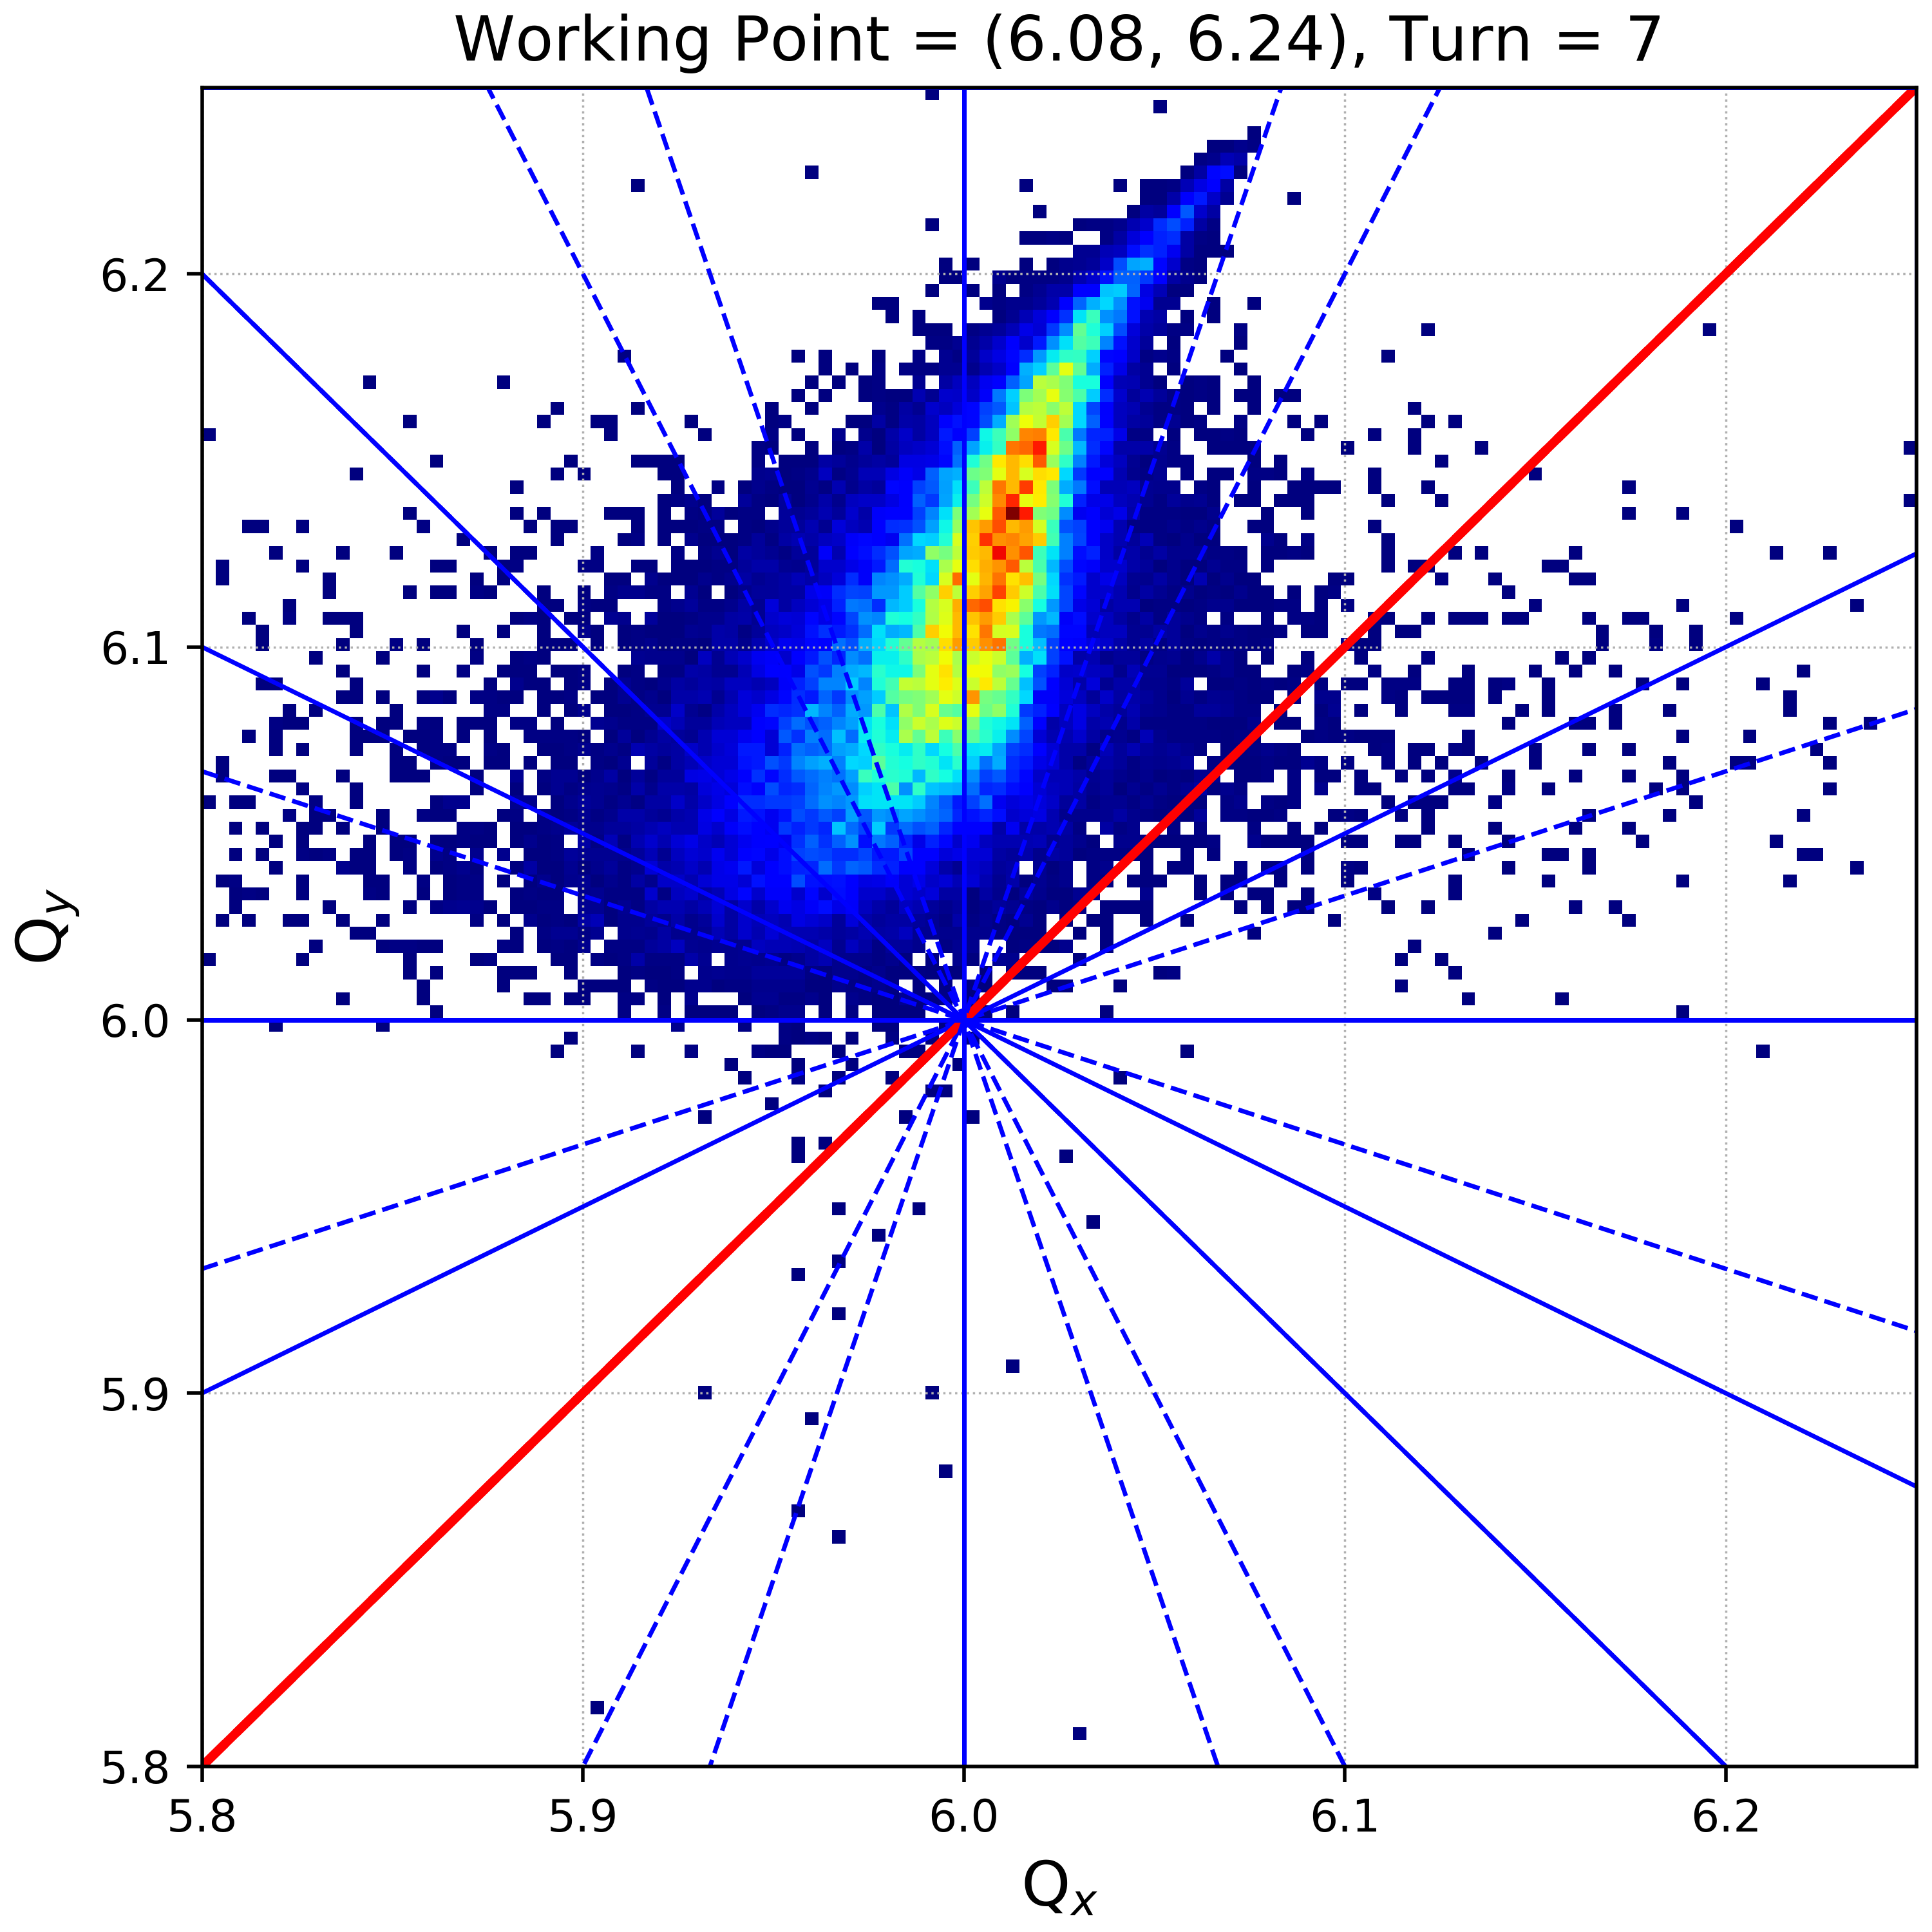 Working Point = (6.08, 6.24), Turn = 7
6.2
6.1
6.0
5.9
5.8
Qy
5.8 5.9 6.0 6.1 6.2
Qx